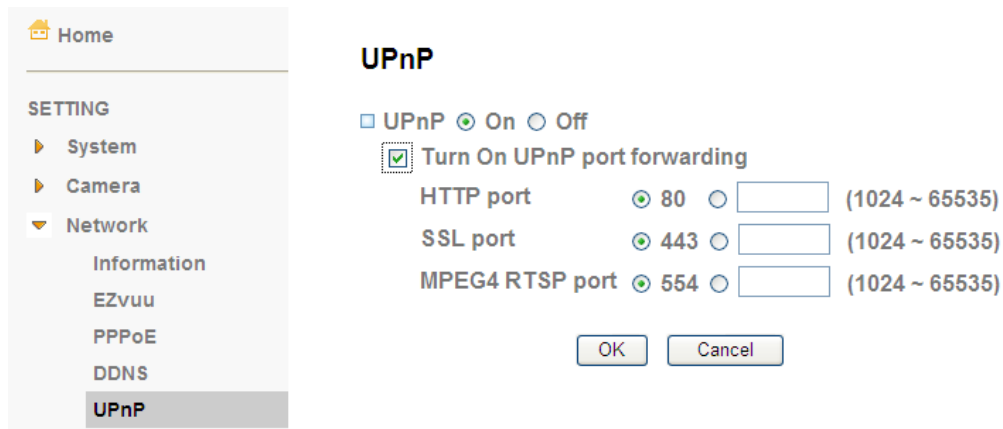 Home
SETTING
System
Camera
Network
Information
EZvuu
PPPoE
DDNS
UPnP
UPnP
UPnP On Off
Turn On UPnP port forwarding
HTTP port 80 (1024 ~ 65535)
SSL port 443 (1024 ~ 65535)
MPEG4 RTSP port 554 (1024 ~ 65535)
OK Cancel